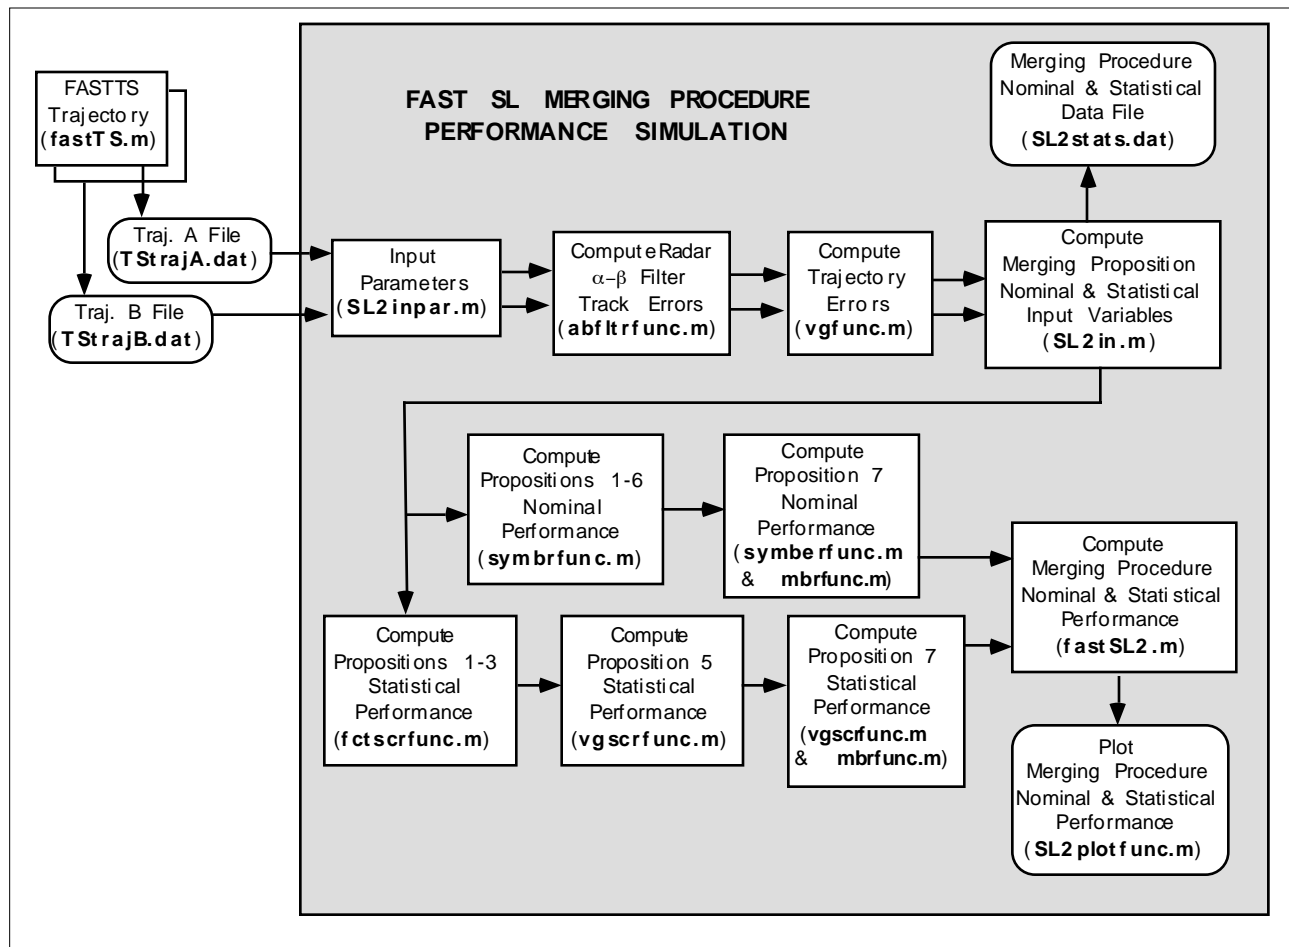 FAST SL MERGING PROCEDURE
PERFORMANCE SIMULATION
FASTTS
Trajectory
(fastTS.m)
Traj. A File
(TStrajA.dat)
Traj. B File
(TStrajB.dat)
Input
Parameters
(SL2inpar.m)
ComputeRadar
α-β Filter
Track Errors
(abfltrfunc.m)
Compute
Trajectory
Errors
(vgfunc.m)
Compute
Merging Proposition
Nominal & Statistical
Input Variables
(SL2in.m)
Merging Procedure
Nominal & Statistical
Data File
(SL2stats.dat)
Compute
Propositions 1-6
Nominal
Performance
(symbrfunc.m)
Compute
Proposition 7
Nominal
Performance
(symberfunc.m
& mbrfunc.m)
Compute
Propositions 1-3
Statistical
Performance
(fctscrfunc.m)
Compute
Proposition 5
Statistical
Performance
(vgscrfunc.m)
Compute
Proposition 7
Statistical
Performance
(vgscrfunc.m
& mbrfunc.m)
Compute
Merging Procedure
Nominal & Statistical
Performance
(fastSL2.m)
Plot
Merging Procedure
Nominal & Statistical
Performance
(SL2plotfunc.m)